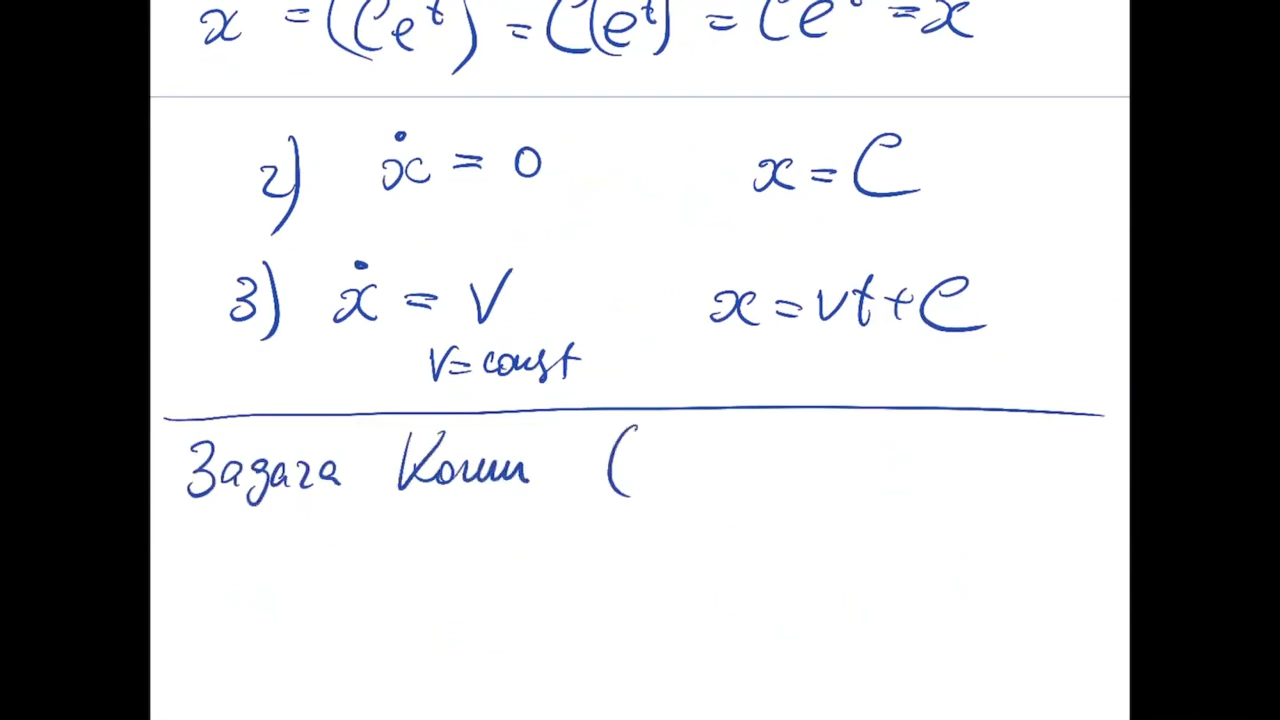 x = (Ce^t) = C(e^t) = Ce^t = x
2) ẋ = 0 x = C
3) ẋ = V x = vt + C
V = const
Задача Коши (